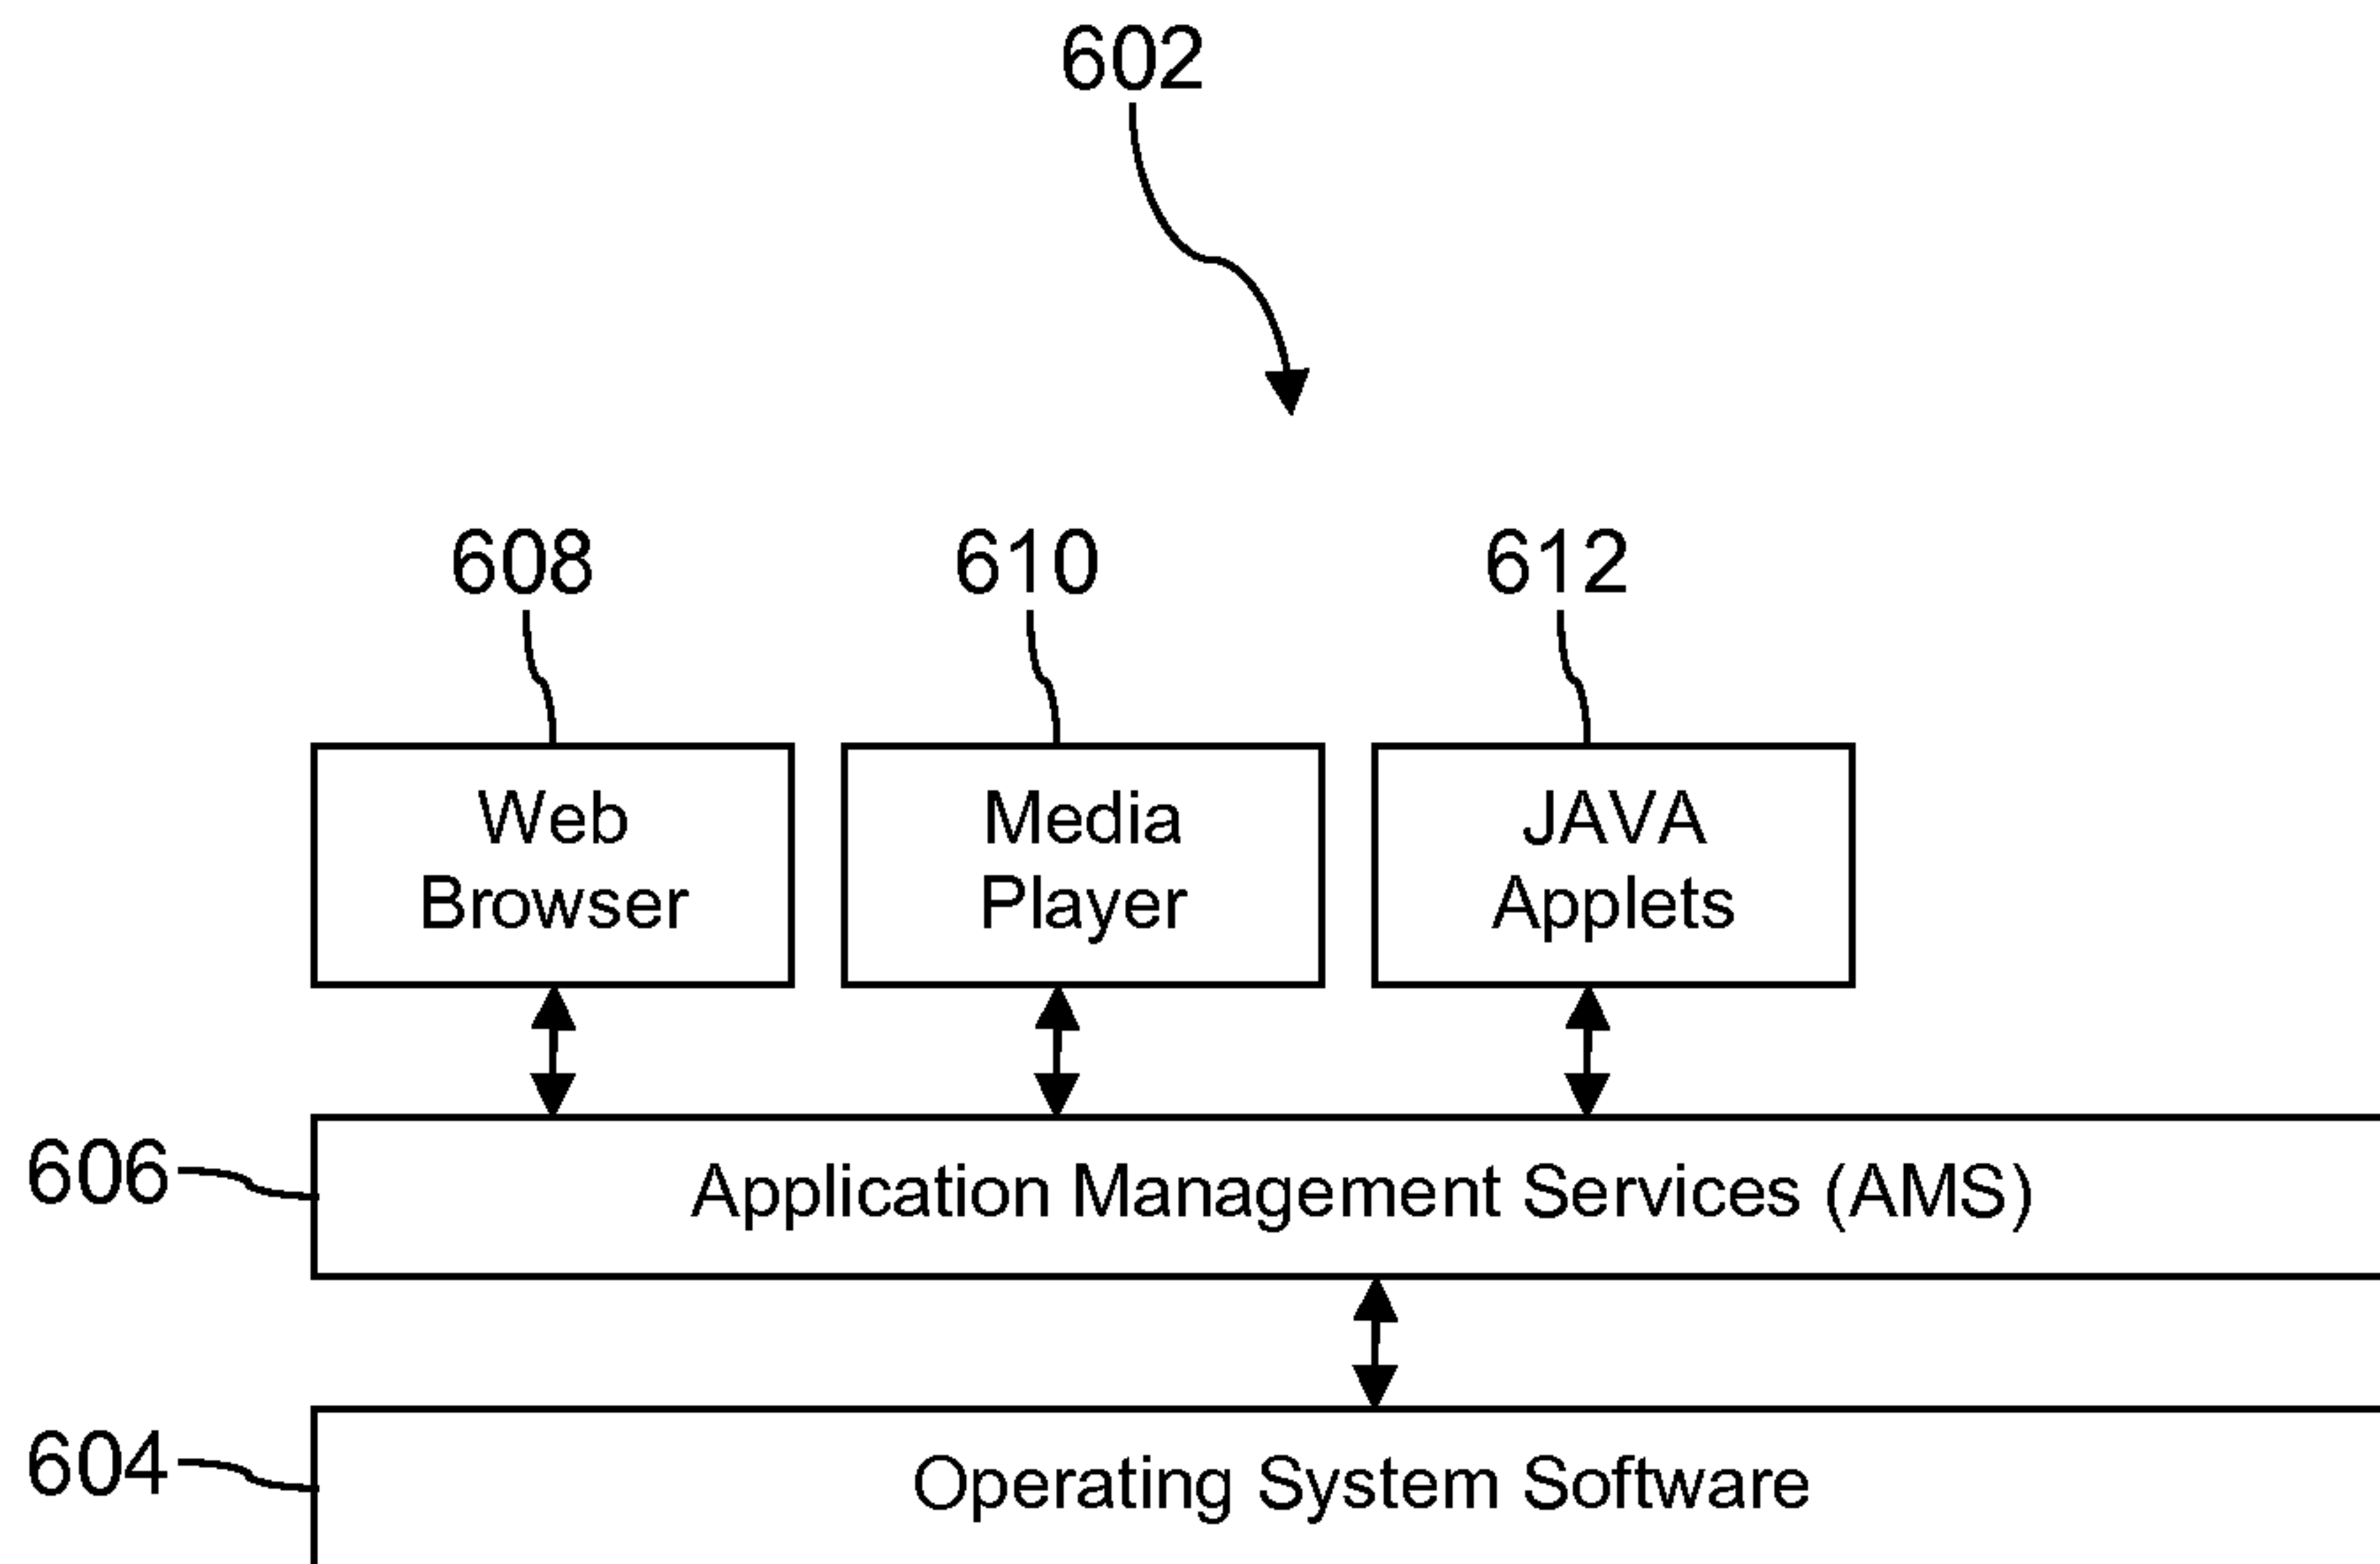 602
608
610
612
Web
Browser
Media
Player
JAVA
Applets
606
Application Management Services (AMS)
604
Operating System Software